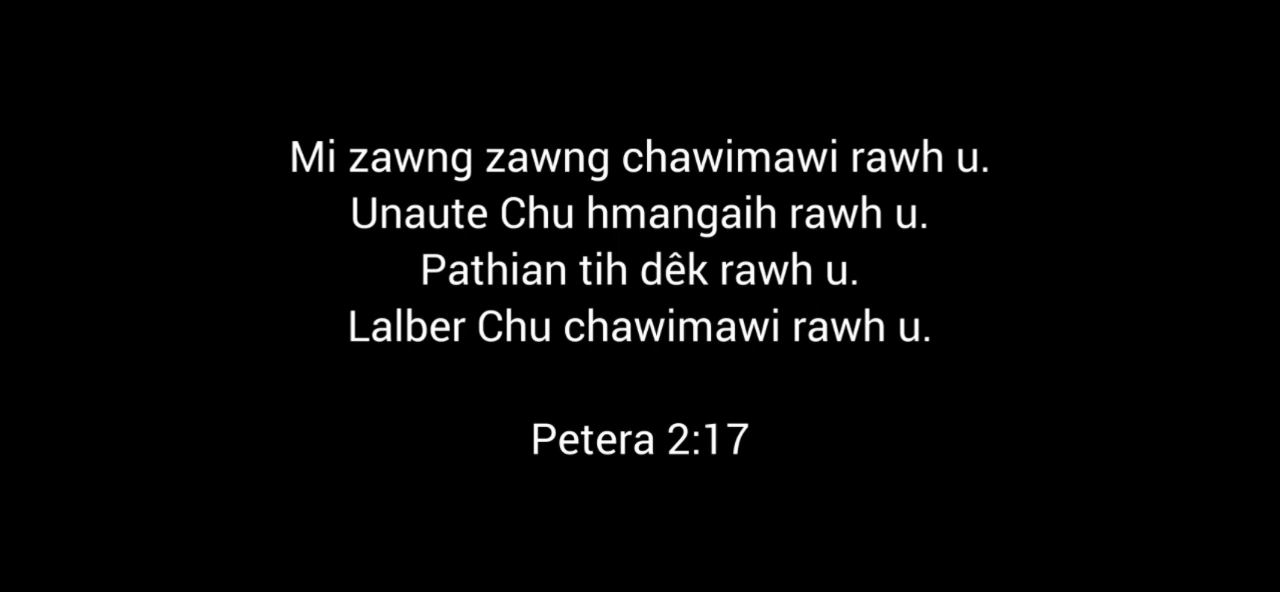 Mi zawng zawng chawimawi rawh u.
Unaute Chu hmangaih rawh u.
Pathian tih dêk rawh u.
Lalber Chu chawimawi rawh u.
Petera 2:17